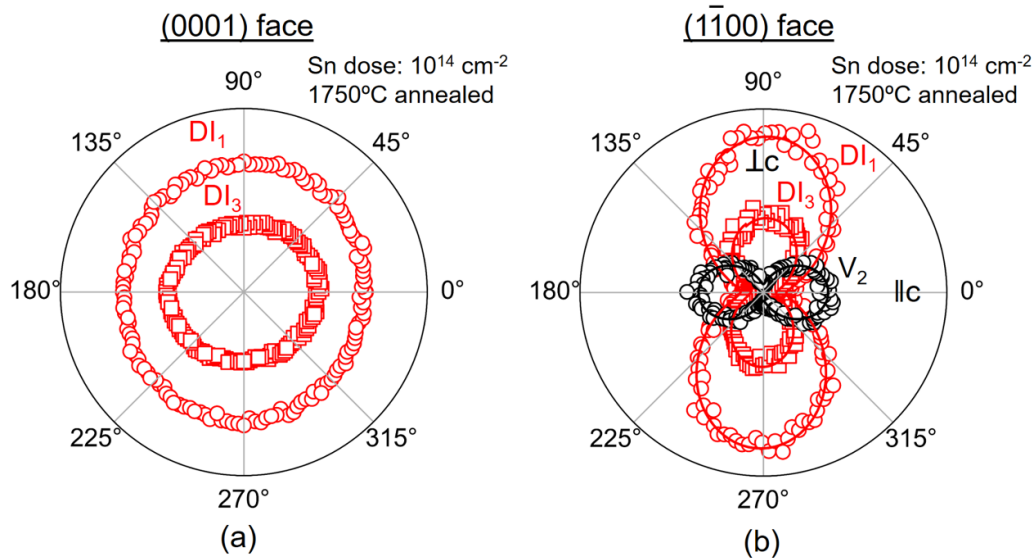 (0001) face
Sn dose: 10¹⁴ cm⁻²
1750ºC annealed
90°
135°
45°
DI₁
DI₃
180°
0°
225°
315°
270°
(a)
(11̄00) face
Sn dose: 10¹⁴ cm⁻²
1750ºC annealed
90°
135°
45°
⊥c
DI₁
DI₃
V₂
180°
∥c
0°
225°
315°
270°
(b)